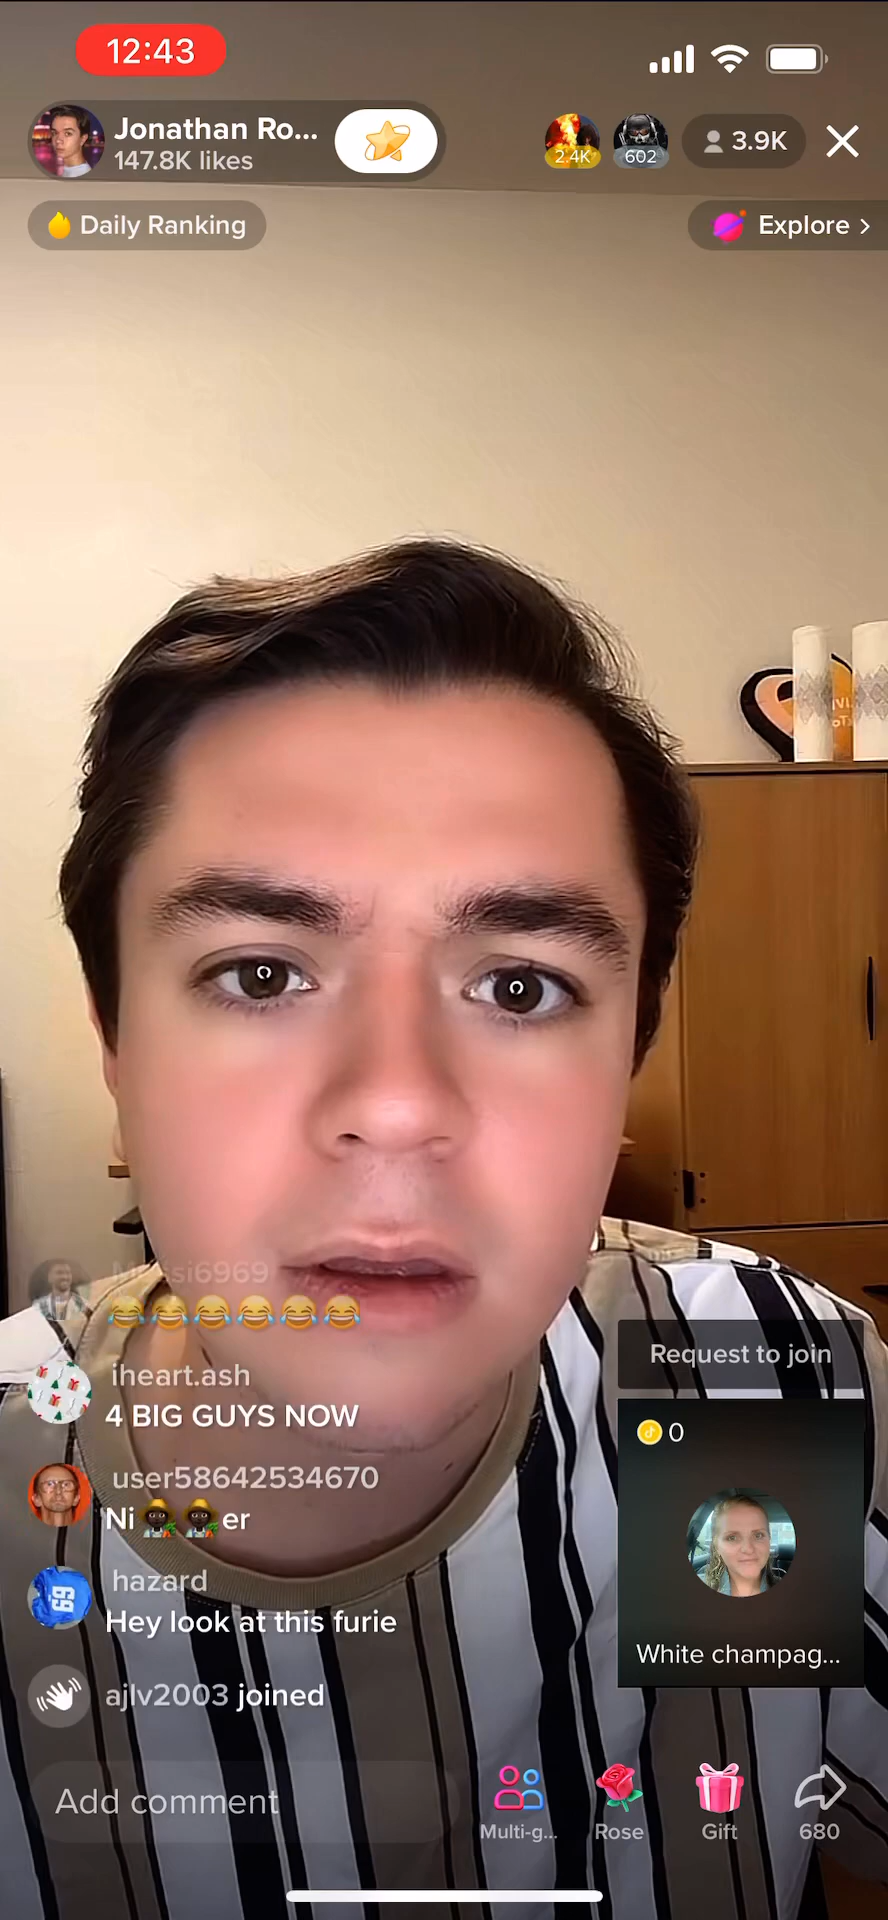 12:43
Jonathan Ro...
147.8K likes
2.4K
602
3.9K
Daily Ranking
Explore >
😂😂😂😂😂😂
iheart.ash
4 BIG GUYS NOW
user58642534670
Ni👨🏿‍🌾👨🏿‍🌾er
hazard
69
Hey look at this furie
ajlv2003 joined
Request to join
0
White champag...
Add comment
Multi-g...
Rose
Gift
680